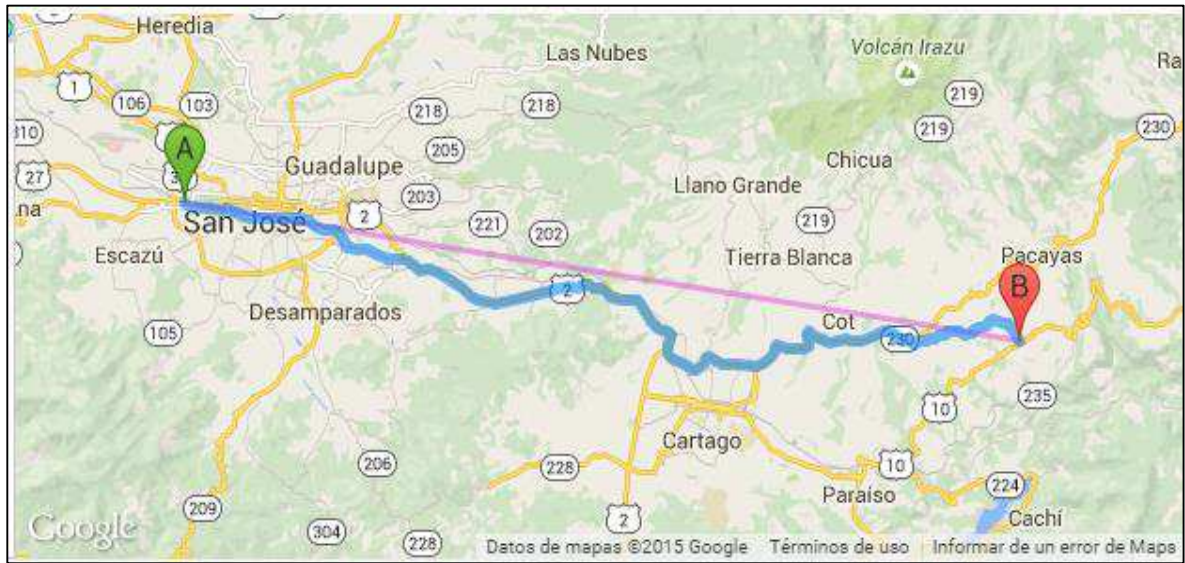 Heredia
Las Nubes
Volcán Irazu
Ra
1
106
103
218
218
219
219
230
310
A
205
Guadalupe
Chicua
27
203
Llano Grande
na
San José
2
221
202
219
Escazú
Tierra Blanca
Pacayas
B
2
Desamparados
Cot
105
230
235
10
Cartago
206
228
10
Paraíso
224
209
2
Cachí
304
228
Google
Datos de mapas ©2015 Google Términos de uso Informar de un error de Maps